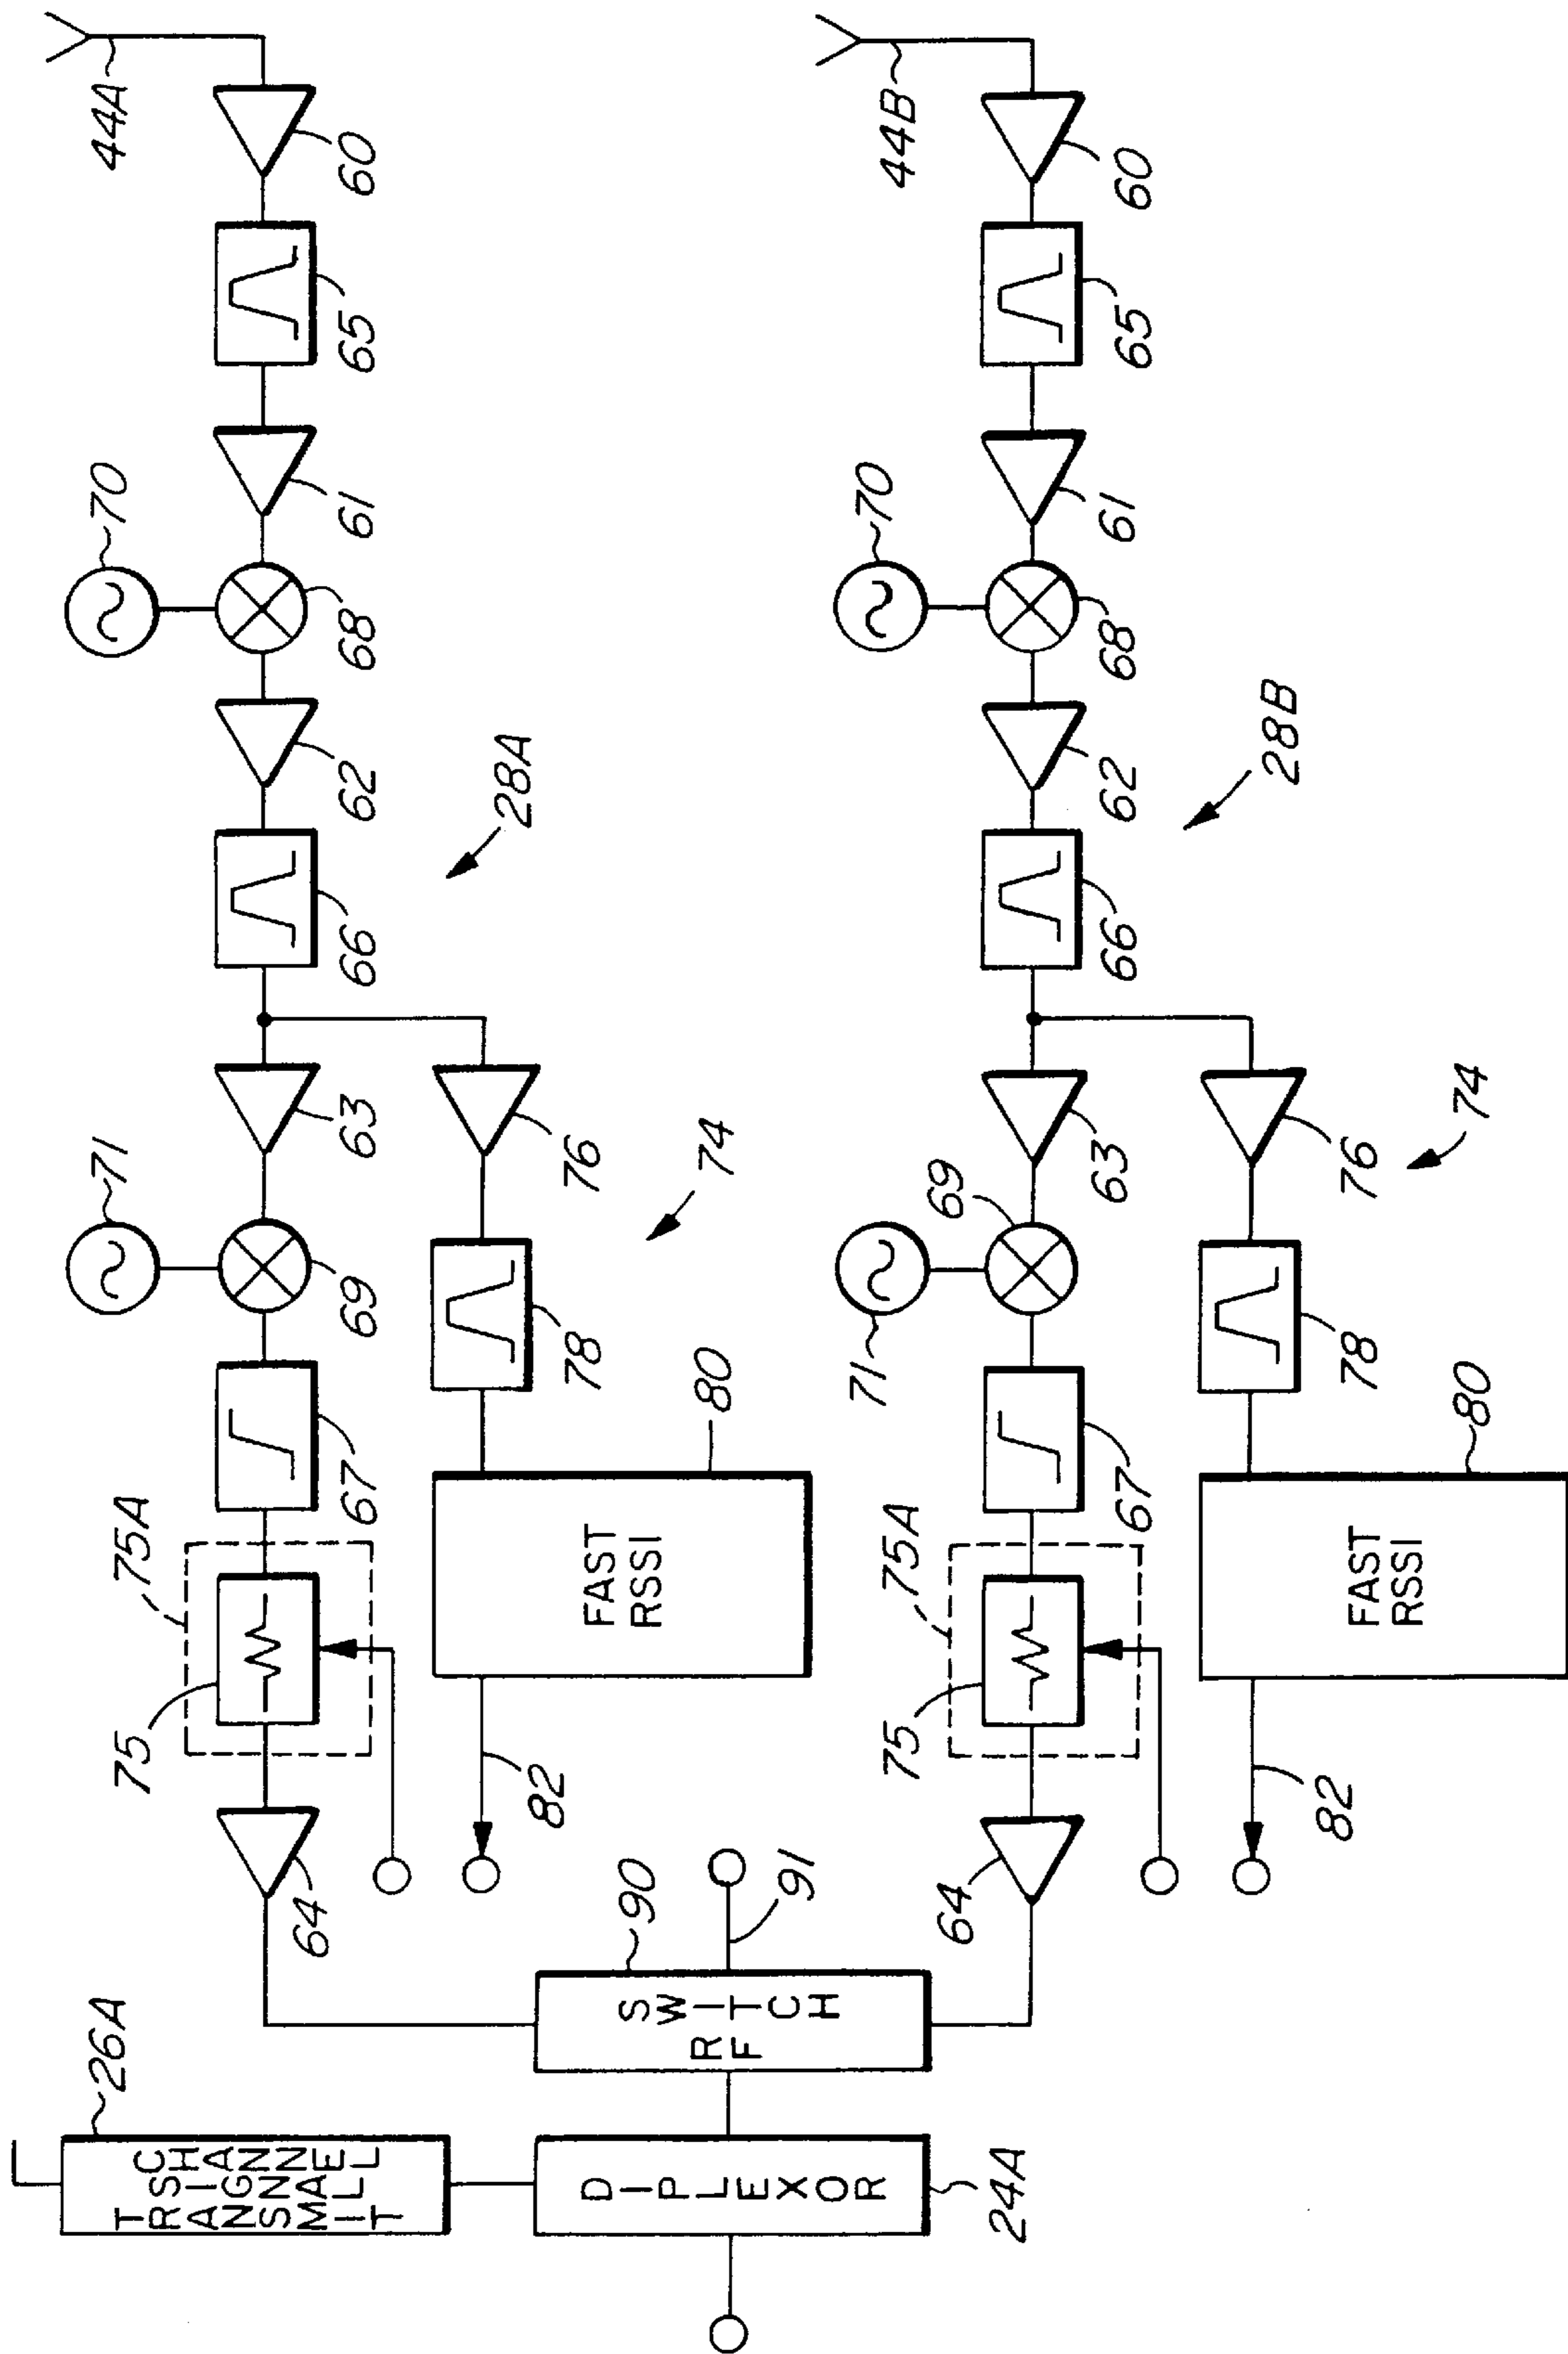 44A
60
65
61
70
68
62
28A
66
63
76
74
71
69
78
67
80
75A
FAST
RSSI
75
82
64
44B
60
65
61
70
68
62
28B
66
63
76
74
69
71
78
67
80
75A
FAST
RSSI
75
82
64
90
91
RF
SWITCH
26A
TRANSMIT
SIGNAL
CHANNEL
DIPLEXOR
24A